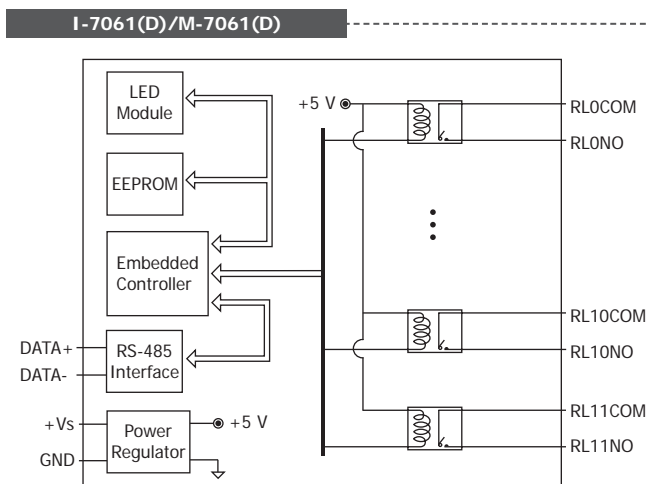 I-7061(D)/M-7061(D)
LED
Module
EEPROM
Embedded
Controller
DATA+
DATA-
RS-485
Interface
+Vs
GND
Power
Regulator
+5 V
+5 V
RL0COM
RL0NO
RL10COM
RL10NO
RL11COM
RL11NO